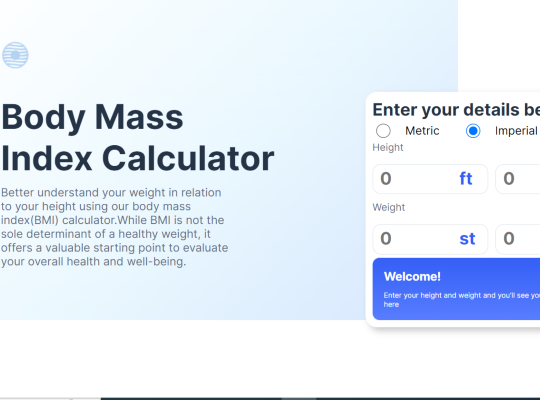 Body Mass
Index Calculator
Better understand your weight in relation
to your height using our body mass
index(BMI) calculator.While BMI is not the
sole determinant of a healthy weight, it
offers a valuable starting point to evaluate
your overall health and well-being.
Enter your details be
Metric Imperial
Height
0 ft 0
Weight
0 st 0
Welcome!
Enter your height and weight and you'll see yo
here